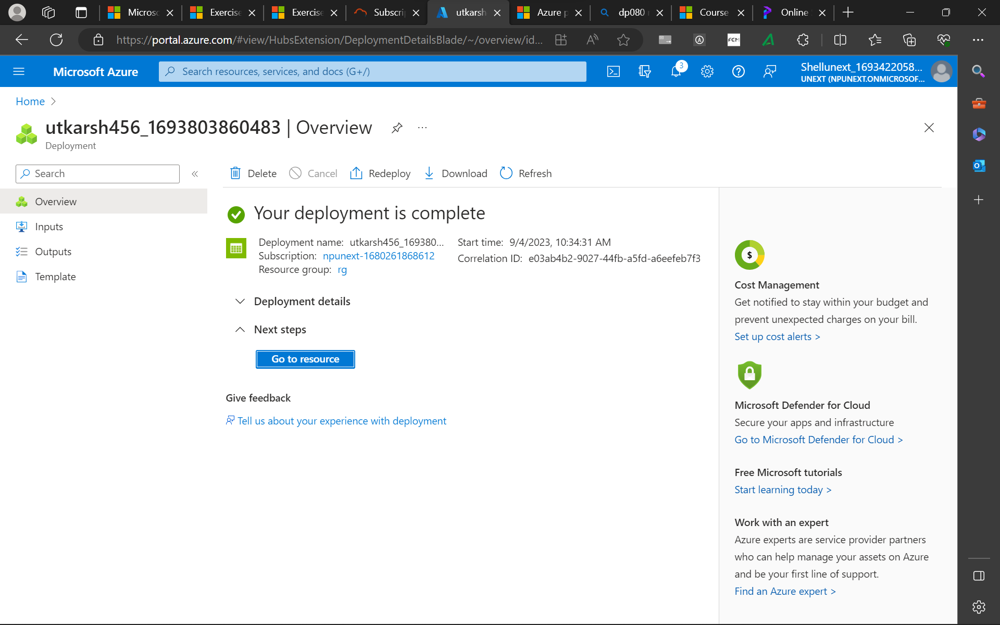 Microso
Exercise
Exercise
Subscrip
utkarsh
Azure p
dp080
Course
Online
https://portal.azure.com/#view/HubsExtension/DeploymentDetailsBlade/~/overview/id...
FCM
Microsoft Azure
Search resources, services, and docs (G+/)
3
Shellunext_1693422058...
UNEXT (NPUNEXT.ONMICROSOF...
Home
utkarsh456_1693803860483 | Overview
Deployment
Search
Delete
Cancel
Redeploy
Download
Refresh
Overview
Inputs
Outputs
Template
Your deployment is complete
Deployment name: utkarsh456_169380...
Subscription: npunext-1680261868612
Resource group: rg
Start time: 9/4/2023, 10:34:31 AM
Correlation ID: e03ab4b2-9027-44fb-a5fd-a6eefeb7f3
Deployment details
Next steps
Go to resource
Give feedback
Tell us about your experience with deployment
$
Cost Management
Get notified to stay within your budget and
prevent unexpected charges on your bill.
Set up cost alerts >
Microsoft Defender for Cloud
Secure your apps and infrastructure
Go to Microsoft Defender for Cloud >
Free Microsoft tutorials
Start learning today >
Work with an expert
Azure experts are service provider partners
who can help manage your assets on Azure
and be your first line of support.
Find an Azure expert >